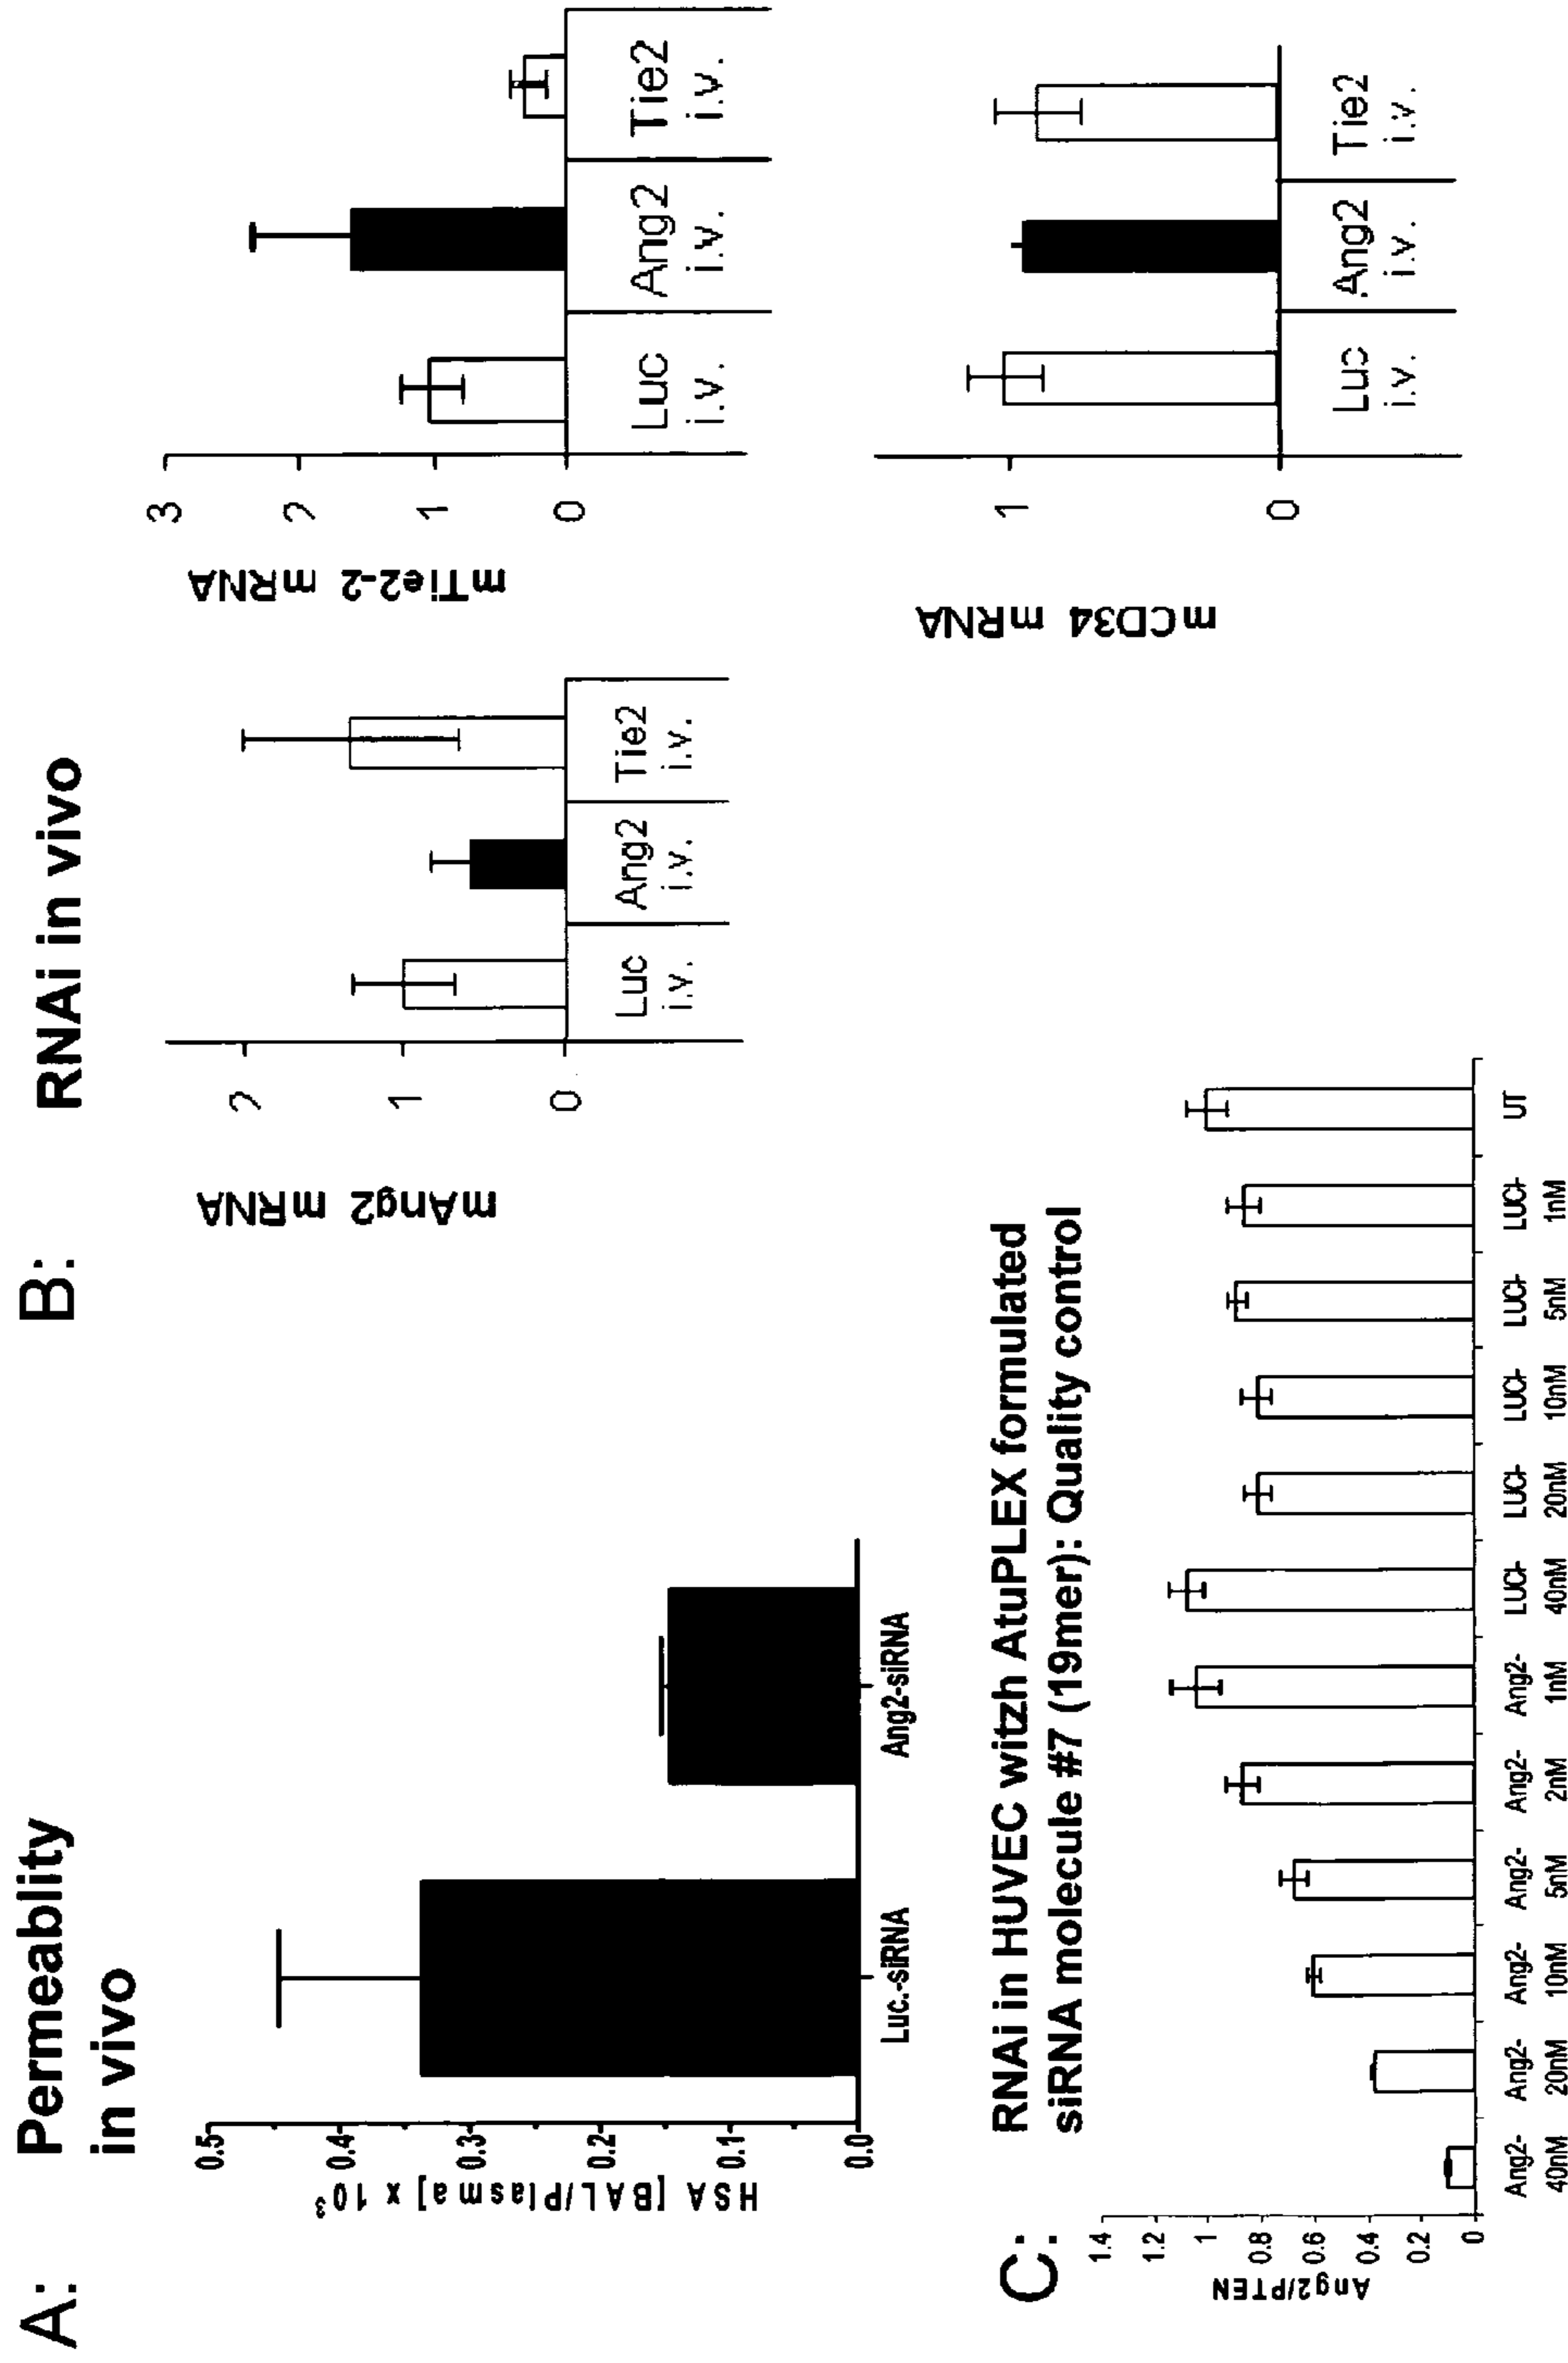 A:
Permeablity
in vivo
HSA [BAL/Plasma] x 10³
0.5
0.4
0.3
0.2
0.1
0.0
Luc.-siRNA
Ang2-siRNA
B:
RNAi in vivo
mAng2 mRNA
2
1
0
Luc
i.v.
Ang2
i.v.
Tie2
i.v.
mTie2-2 mRNA
3
2
1
0
Luc
i.v.
Ang2
i.v.
Tie2
i.v.
mCD34 mRNA
1
0
Luc
i.v.
Ang2
i.v.
Tie2
i.v.
C:
RNAi in HUVEC witzh AtuPLEX formulated
siRNA molecule #7 (19mer): Quality control
Ang2/PTEN
1.4
1.2
1
0.8
0.6
0.4
0.2
0
Ang2-
40nM
Ang2-
20nM
Ang2-
10nM
Ang2-
5nM
Ang2-
2nM
Ang2-
1nM
LUCI-
40nM
LUCI-
20nM
LUCI-
10nM
LUCI-
5nM
LUCI-
1nM
UT